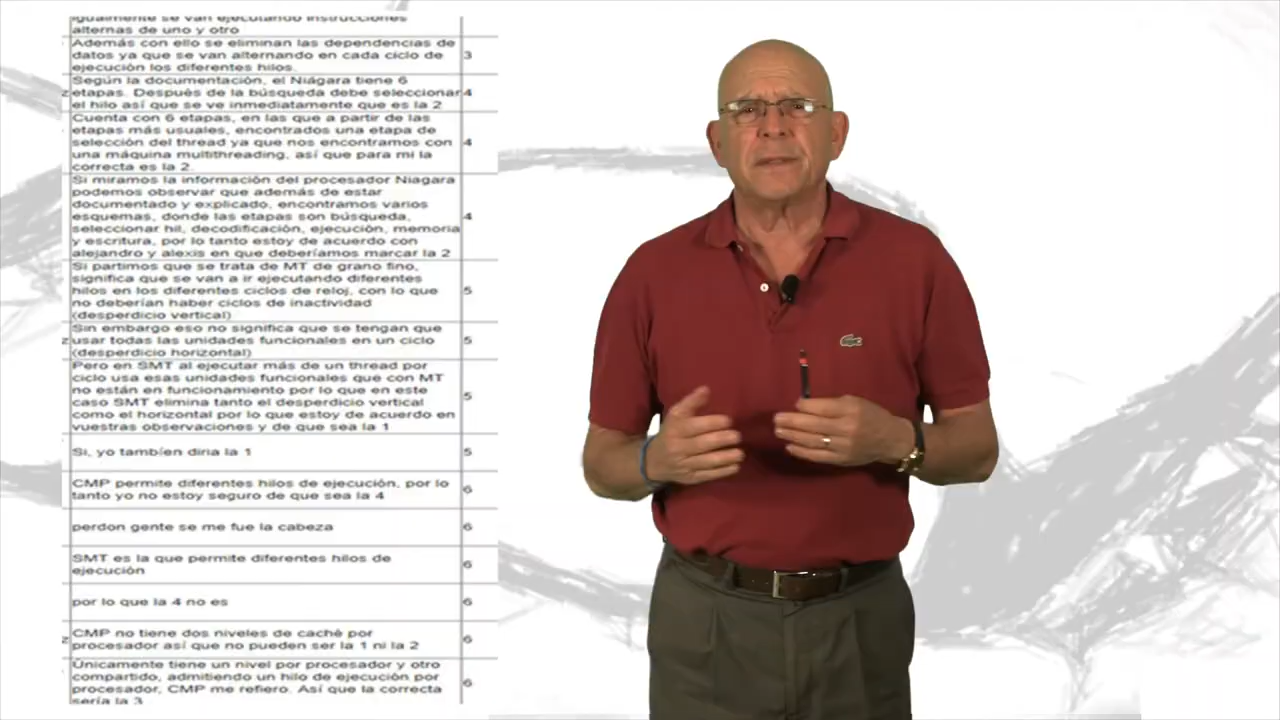 igualmente se van ejecutando instrucciones
alternas de uno y otro
Además con ello se eliminan las dependencias de
datos ya que se van alternando en cada ciclo de
ejecución los diferentes hilos.
3
Según la documentación, el Niágara tiene 6
etapas. Después de la búsqueda debe seleccionar
el hilo así que se ve inmediatamente que es la 2
4
Cuenta con 6 etapas, en las que a partir de las
etapas más usuales, encontrados una etapa de
selección del thread ya que nos encontramos con
una máquina multithreading, así que para mi la
correcta es la 2.
4
Si miramos la información del procesador Niagara
podemos observar que además de estar
documentado y explicado, encontramos varios
esquemas, donde las etapas son búsqueda,
seleccionar hil, decodificación, ejecución, memoria
y escritura, por lo tanto estoy de acuerdo con
alejandro y alexis en que deberíamos marcar la 2
4
Si partimos que se trata de MT de grano fino,
significa que se van a ir ejecutando diferentes
hilos en los diferentes ciclos de reloj, con lo que
no deberían haber ciclos de inactividad
(desperdicio vertical)
5
Sin embargo eso no significa que se tengan que
usar todas las unidades funcionales en un ciclo
(desperdicio horizontal)
5
Pero en SMT al ejecutar más de un thread por
ciclo usa esas unidades funcionales que con MT
no están en funcionamiento por lo que en este
caso SMT elimina tanto el desperdicio vertical
como el horizontal por lo que estoy de acuerdo en
vuestras observaciones y de que sea la 1
5
Si, yo tambíen diria la 1
5
CMP permite diferentes hilos de ejecución, por lo
tanto yo no estoy seguro de que sea la 4
6
perdon gente se me fue la cabeza
6
SMT es la que permite diferentes hilos de
ejecución
6
por lo que la 4 no es
6
CMP no tiene dos niveles de caché por
procesador así que no pueden ser la 1 ni la 2
6
Únicamente tiene un nivel por procesador y otro
compartido, admitiendo un hilo de ejecución por
procesador, CMP me refiero. Así que la correcta
sería la 3
6